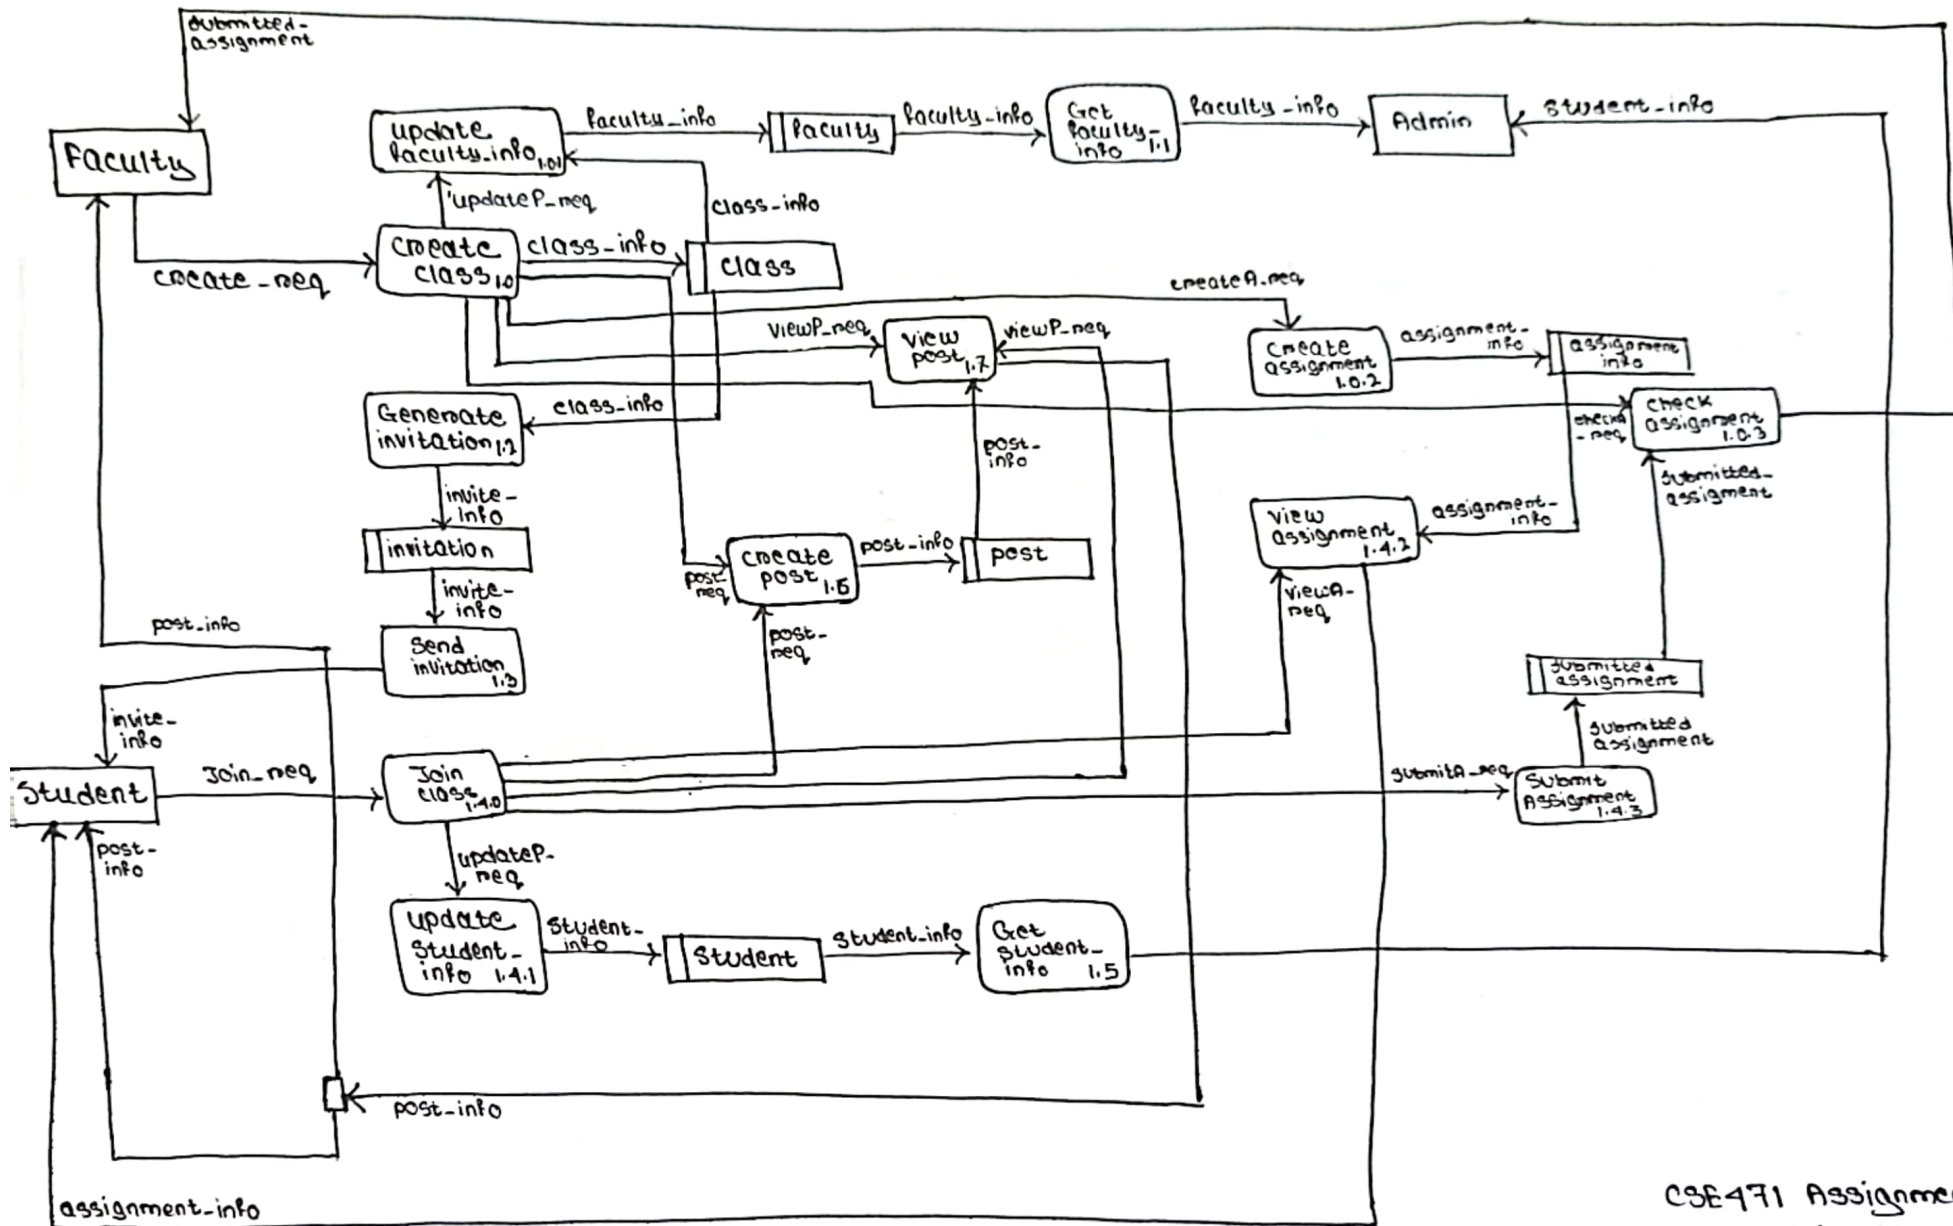 submitted-
assignment
Faculty
update
faculty-info 1.0.1
faculty-info
faculty
faculty-info
Get
faculty-
info 1.1
faculty-info
Admin
student-info
updateP-req
class-info
create
class 1.0
class-info
class
create-req
createA-req
viewP-req
view
post 1.7
viewP-req
create
assignment
1.0.2
assignment-
info
assignment
info
Generate
invitation 1.2
class-info
check
assignment
1.0.3
checkA
-req
post-
info
invite-
info
submitted-
assigment
view
assignment
1.4.2
assignment-
info
invitation
create
post 1.6
post-info
post
post-
req
invite-
info
viewA-
req
post-info
send
invitation
1.3
post-
req
submitted
assignment
invite-
info
submitted
assignment
Student
Join-req
Join
class
1.4.0
submitA-req
Submit
Assignment
1.4.3
post-
info
updateP-
req
update
student-
info 1.4.1
student-
info
student
student-info
Get
student-
info 1.5
post-info
assignment-info
CSE471 Assignme